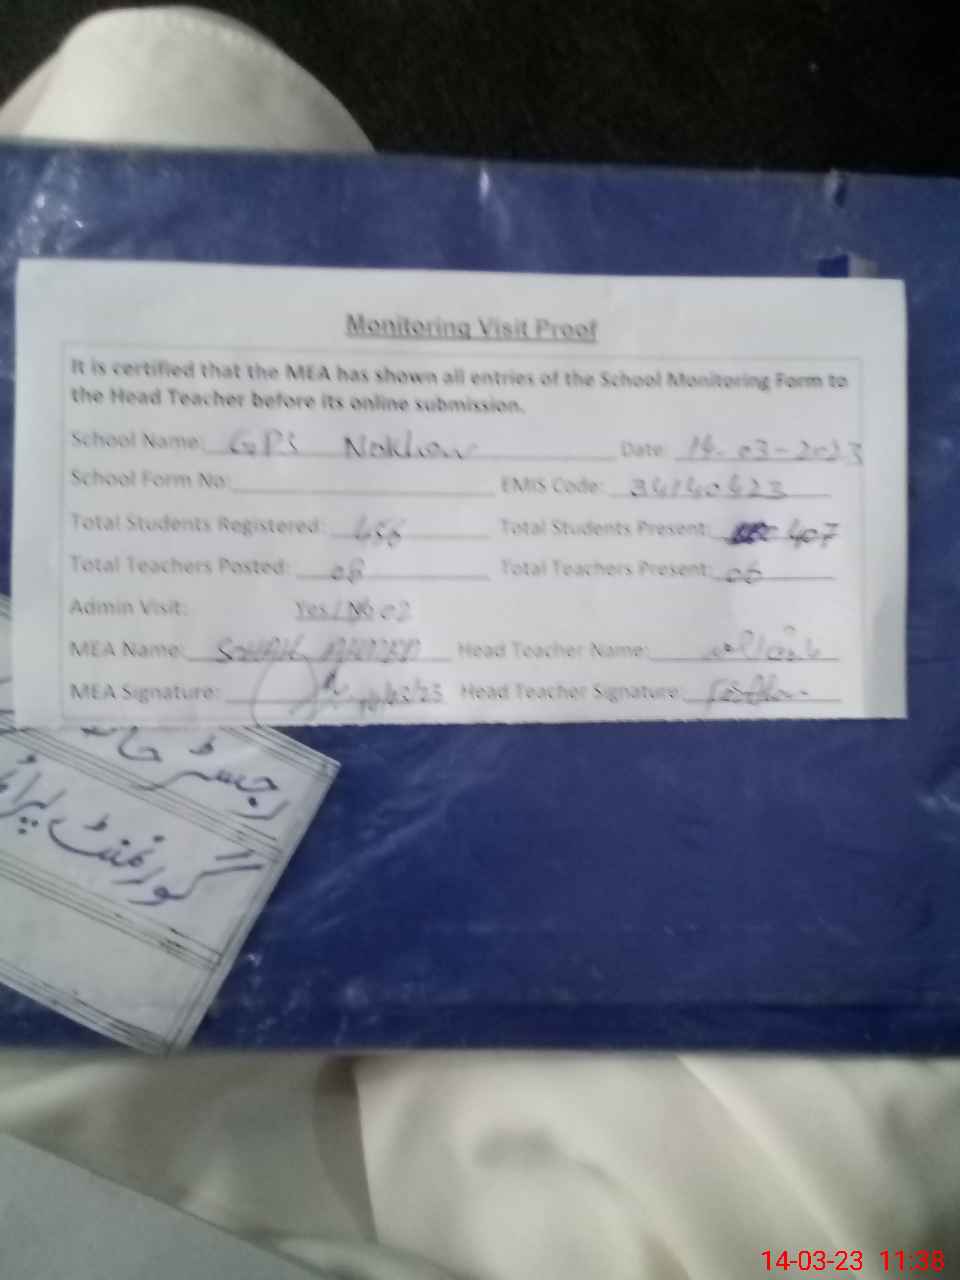 Monitoring Visit Proof
It is certified that the MEA has shown all entries of the School Monitoring Form to
the Head Teacher before its online submission.
School Name: GPS Date: 14-03-2023
School Form No: EMIS Code:
Total Students Registered: Total Students Present: 407
Total Teachers Posted: 08 Total Teachers Present: 06
Admin Visit: Yes/No 02
MEA Name: Head Teacher Name:
MEA Signature: Head Teacher Signature:
رجسٹر
گورنمنٹ
14-03-23 11:38